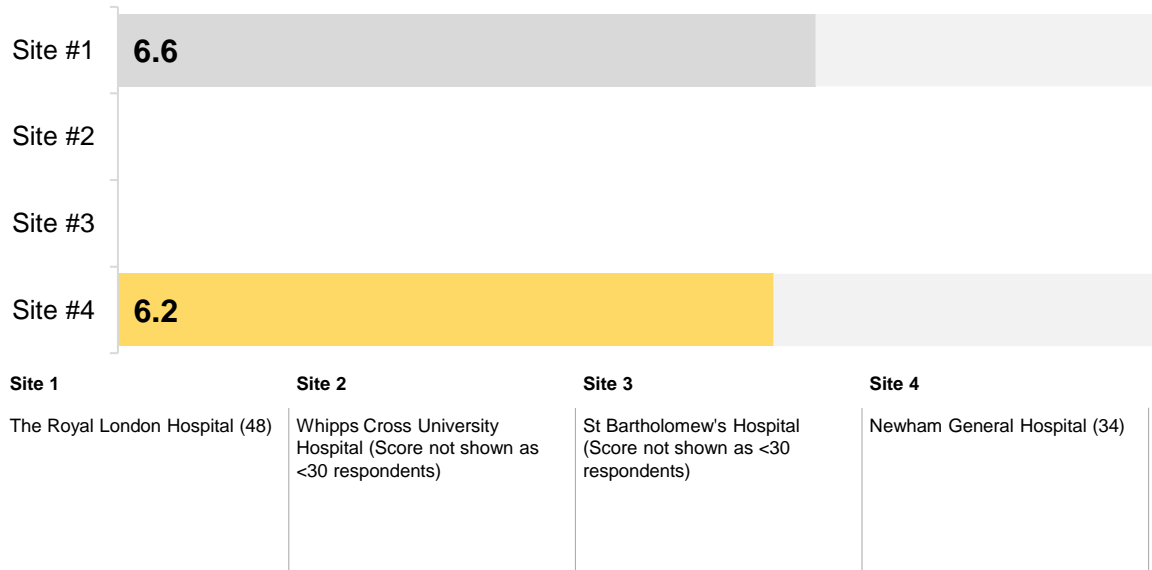 Site #1
6.6
Site #2
Site #3
Site #4
6.2
Site 1
The Royal London Hospital (48)
Site 2
Whipps Cross University
Hospital (Score not shown as
<30 respondents)
Site 3
St Bartholomew's Hospital
(Score not shown as <30
respondents)
Site 4
Newham General Hospital (34)